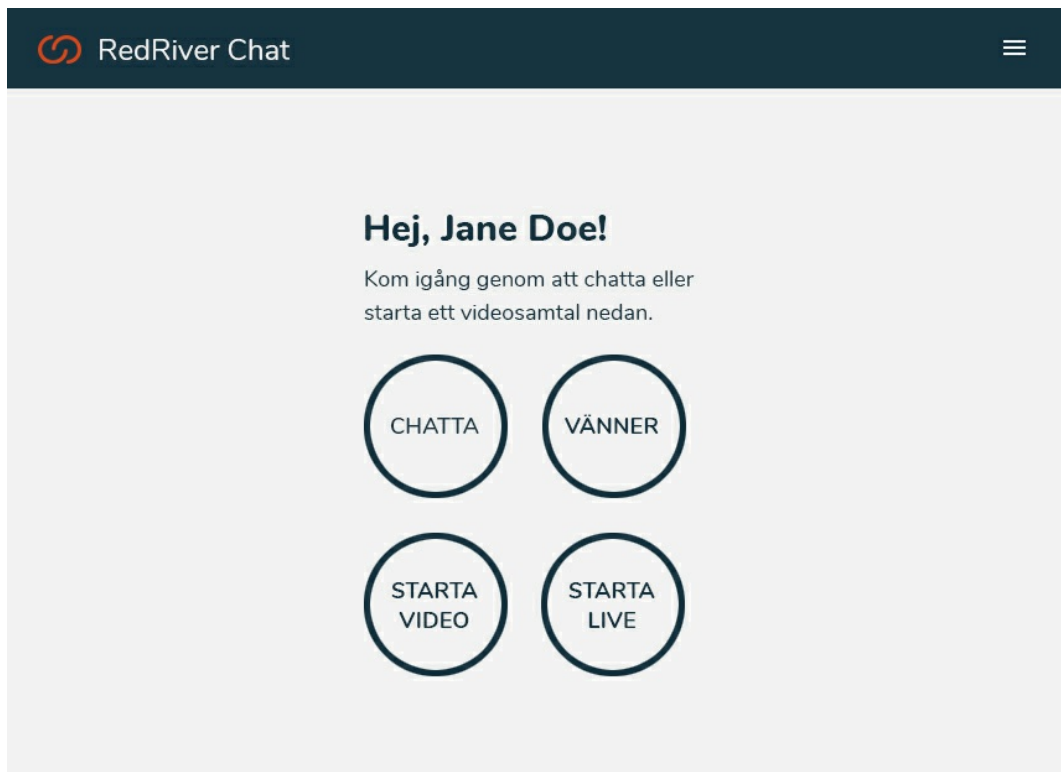 RedRiver Chat
Hej, Jane Doe!
Kom igång genom att chatta eller
starta ett videosamtal nedan.
CHATTA
VÄNNER
STARTA
VIDEO
STARTA
LIVE